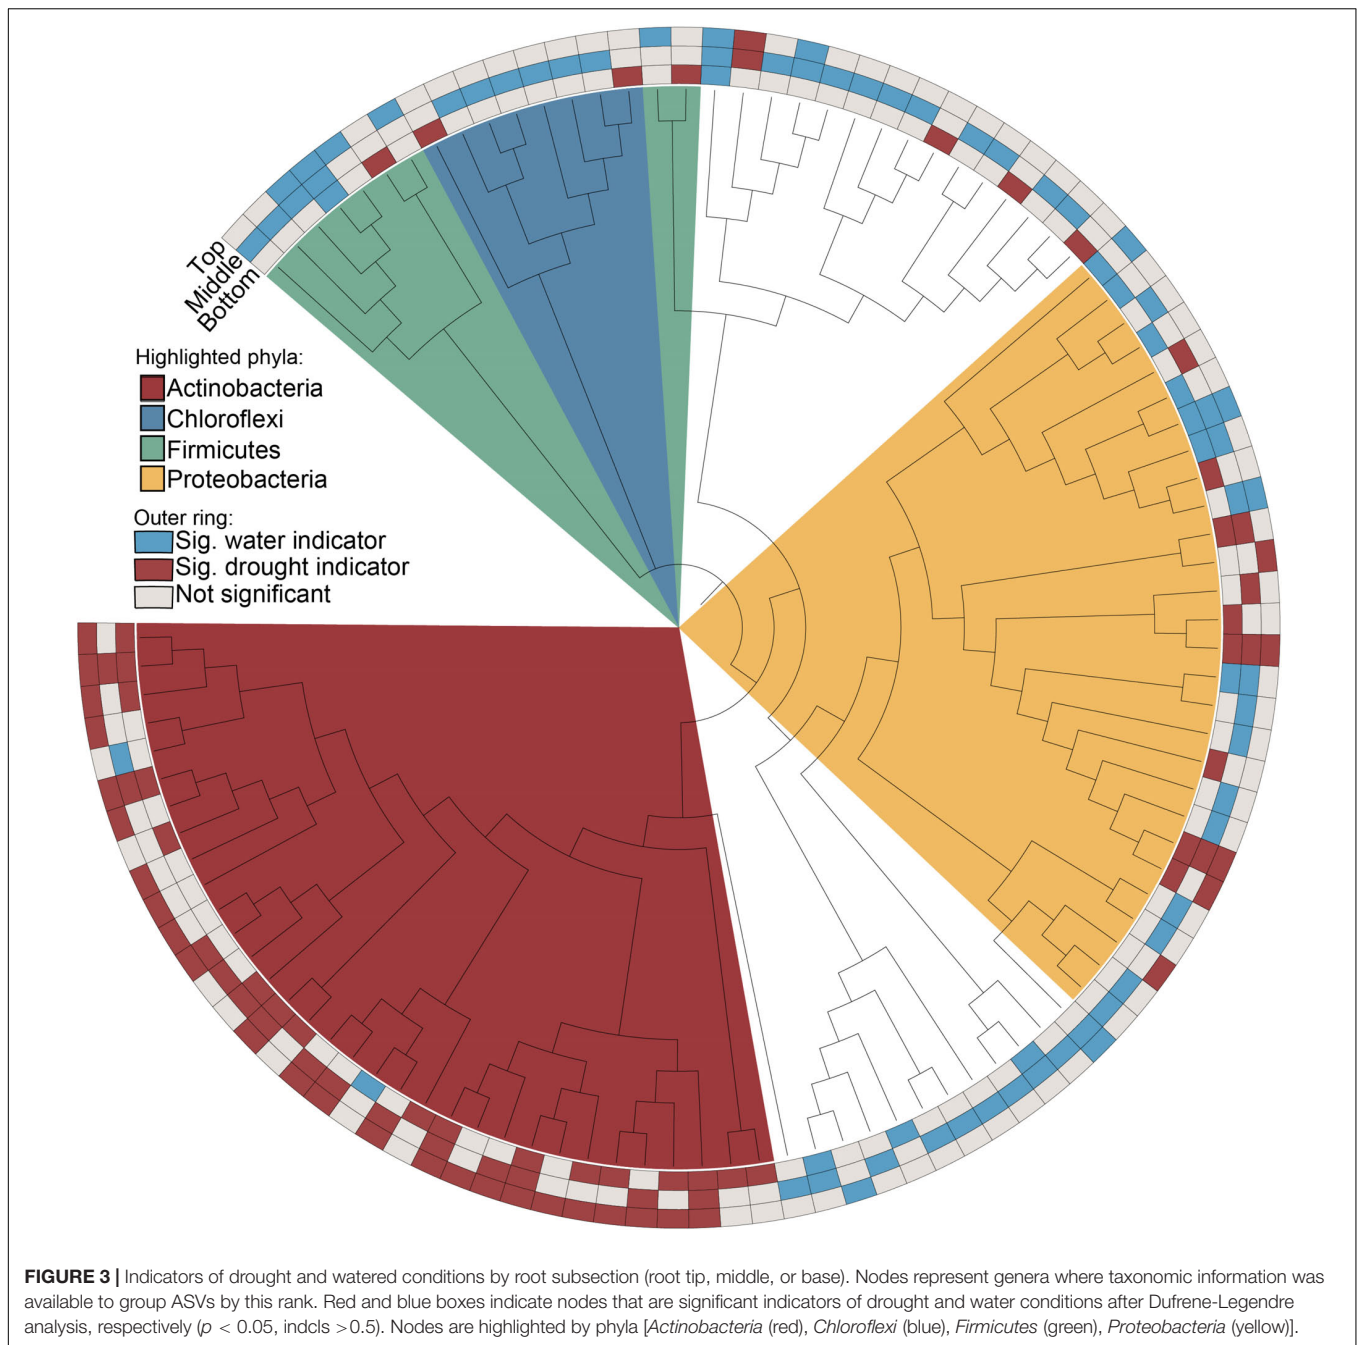 Top
Middle
Bottom
Highlighted phyla:
Actinobacteria
Chloroflexi
Firmicutes
Proteobacteria
Outer ring:
Sig. water indicator
Sig. drought indicator
Not significant
FIGURE 3 | Indicators of drought and watered conditions by root subsection (root tip, middle, or base). Nodes represent genera where taxonomic information was
available to group ASVs by this rank. Red and blue boxes indicate nodes that are significant indicators of drought and water conditions after Dufrene-Legendre
analysis, respectively (p < 0.05, indcls >0.5). Nodes are highlighted by phyla [Actinobacteria (red), Chloroflexi (blue), Firmicutes (green), Proteobacteria (yellow)].